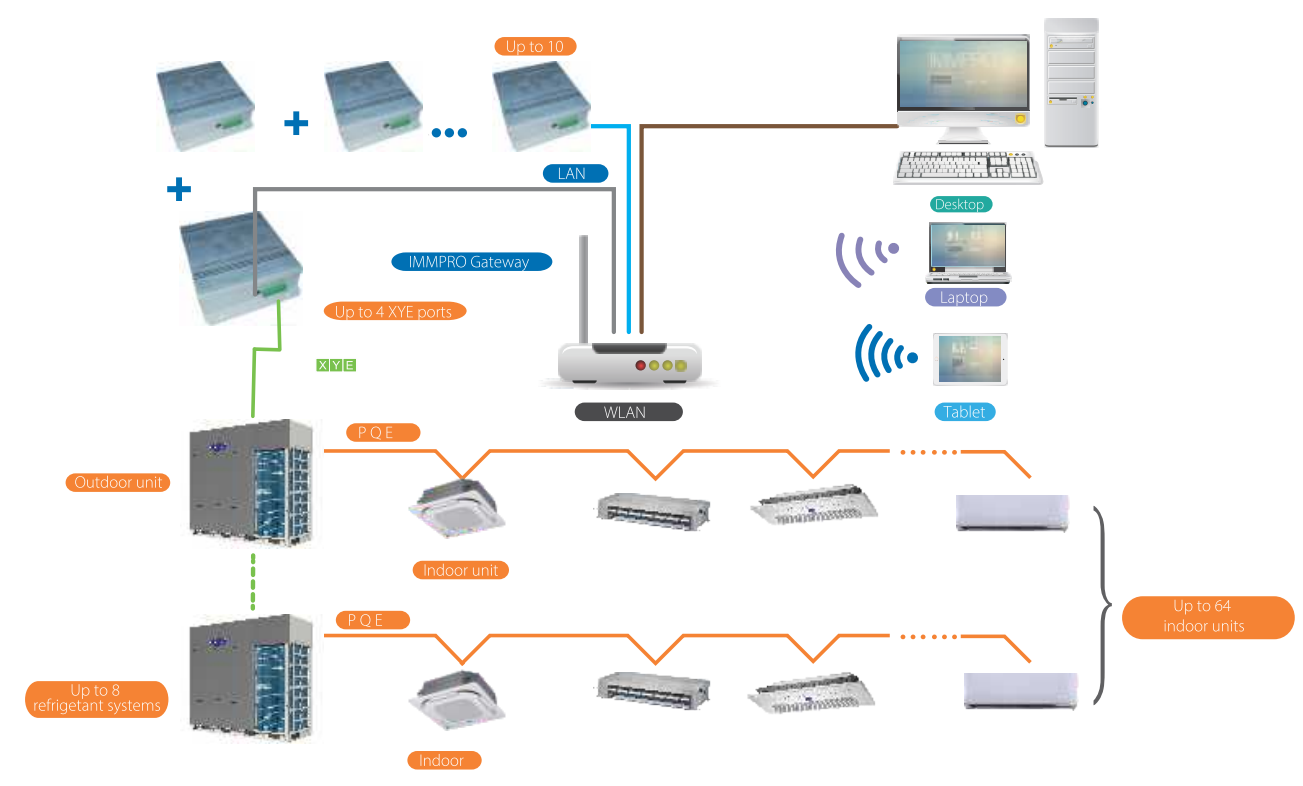 Up to 10
LAN
IMMPRO Gateway
Up to 4 XYE ports
X Y E
WLAN
Desktop
Laptop
Tablet
P Q E
Outdoor unit
Indoor unit
P Q E
Up to 8
refrigetant systems
Indoor
Up to 64
indoor units